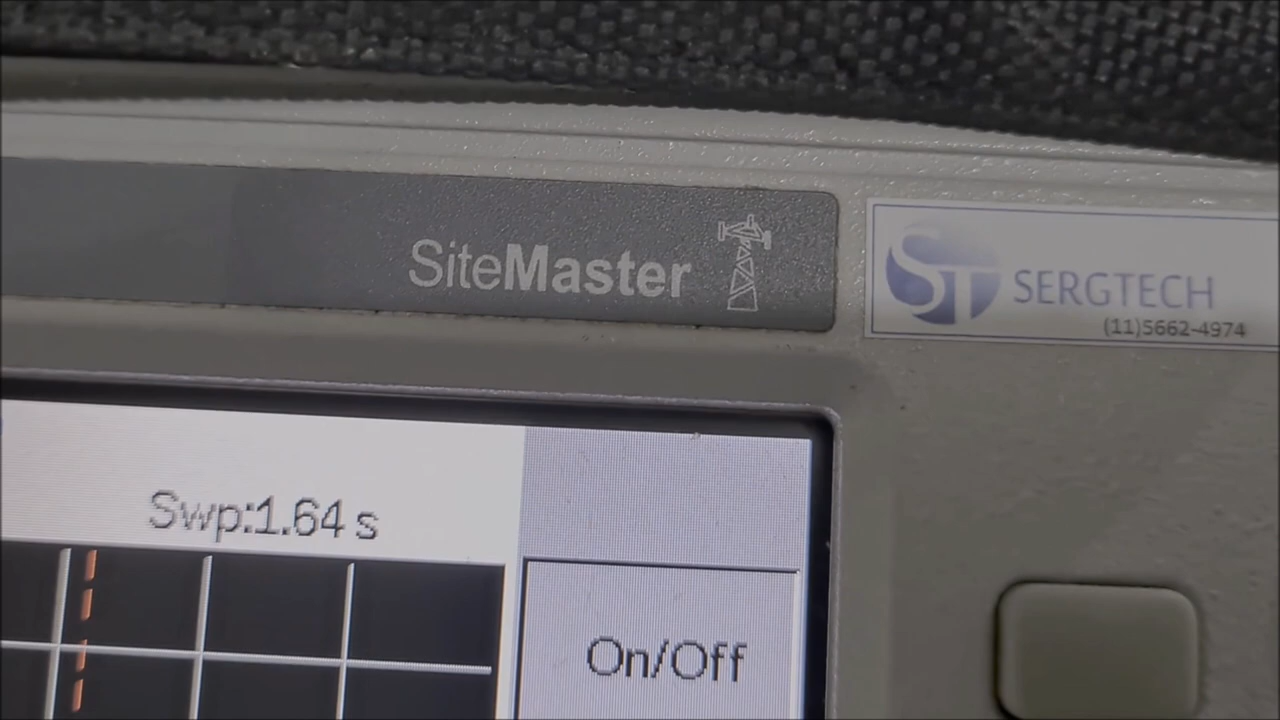 SiteMaster
ST SERGTECH
(11)5662-4974
Swp:1.64 s
On/Off